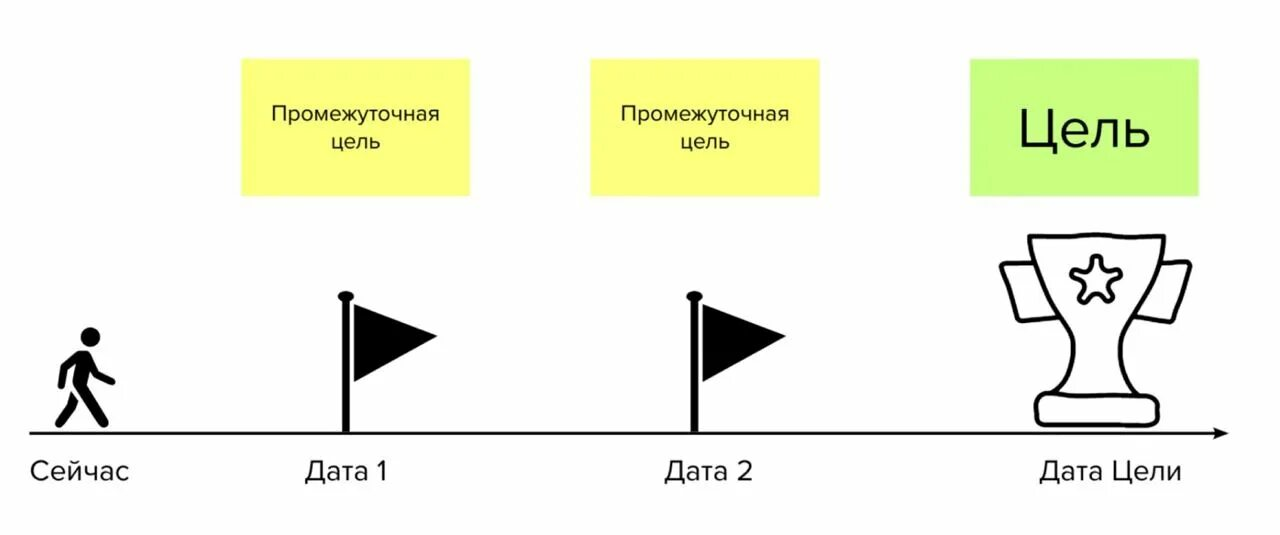 Промежуточная
цель
Промежуточная
цель
Цель
Сейчас
Дата 1
Дата 2
Дата Цели